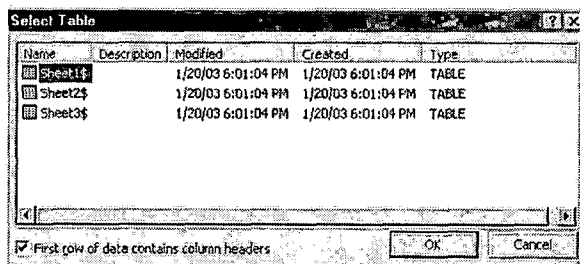 Select Table
Name Description Modified Created Type
Sheet1$ 1/20/03 6:01:04 PM 1/20/03 6:01:04 PM TABLE
Sheet2$ 1/20/03 6:01:04 PM 1/20/03 6:01:04 PM TABLE
Sheet3$ 1/20/03 6:01:04 PM 1/20/03 6:01:04 PM TABLE
First row of data contains column headers OK Cancel